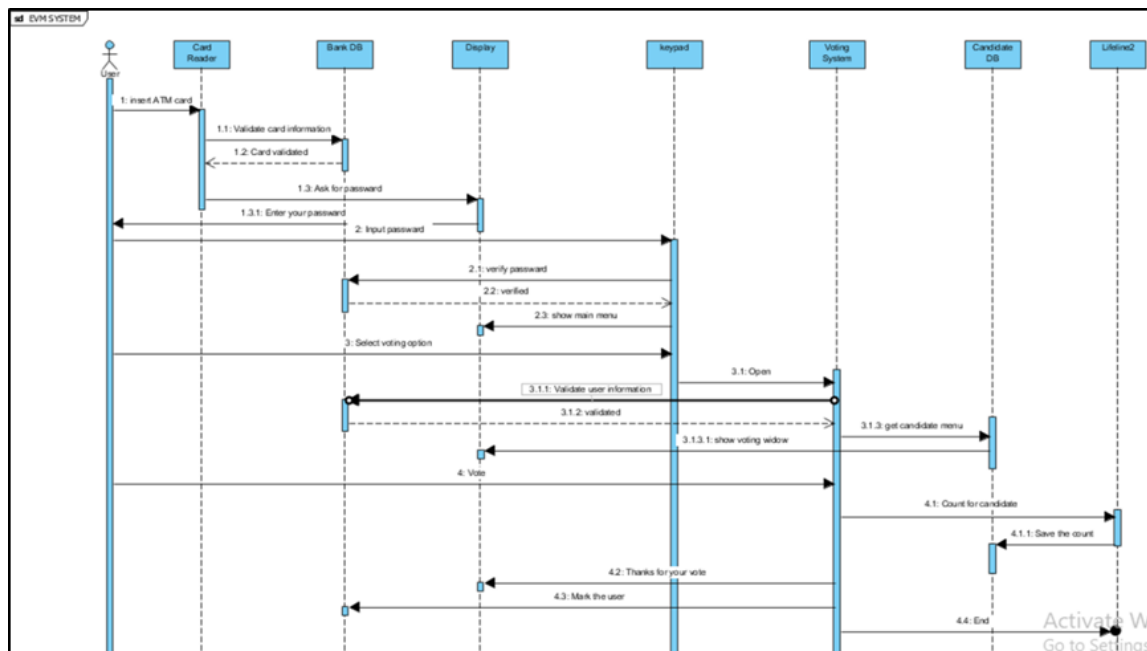 sd EVM SYSTEM
User
Card
Reader
Bank DB
Display
keypad
Voting
System
Candidate
DB
Lifeline2
1: insert ATM card
1.1: Validate card information
1.2: Card validated
1.3: Ask for password
1.3.1: Enter your password
2: Input password
2.1: verify password
2.2: verified
2.3: show main menu
3: Select voting option
3.1: Open
3.1.1: Validate user information
3.1.2: validated
3.1.3: get candidate menu
3.1.3.1: show voting widow
4: Vote
4.1: Count for candidate
4.1.1: Save the count
4.2: Thanks for your vote
4.3: Mark the user
4.4: End
Activate W
Go to Settings